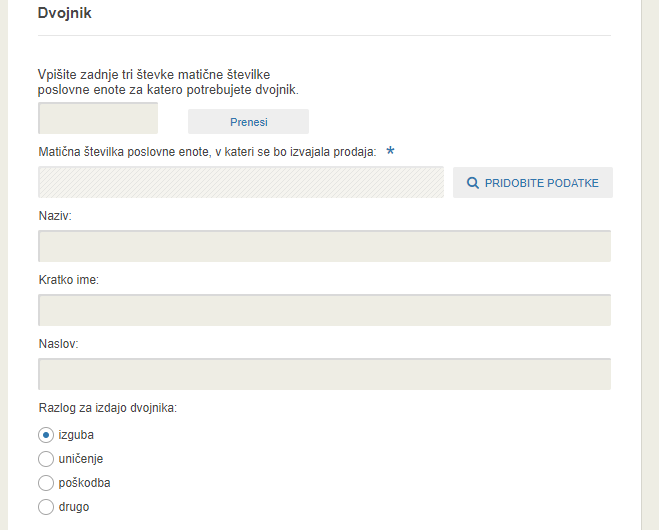 Dvojnik
Vpišite zadnje tri števke matične številke
poslovne enote za katero potrebujete dvojnik.
Prenesi
Matična številka poslovne enote, v kateri se bo izvajala prodaja: *
PRIDOBITE PODATKE
Naziv:
Kratko ime:
Naslov:
Razlog za izdajo dvojnika:
izguba
uničenje
poškodba
drugo